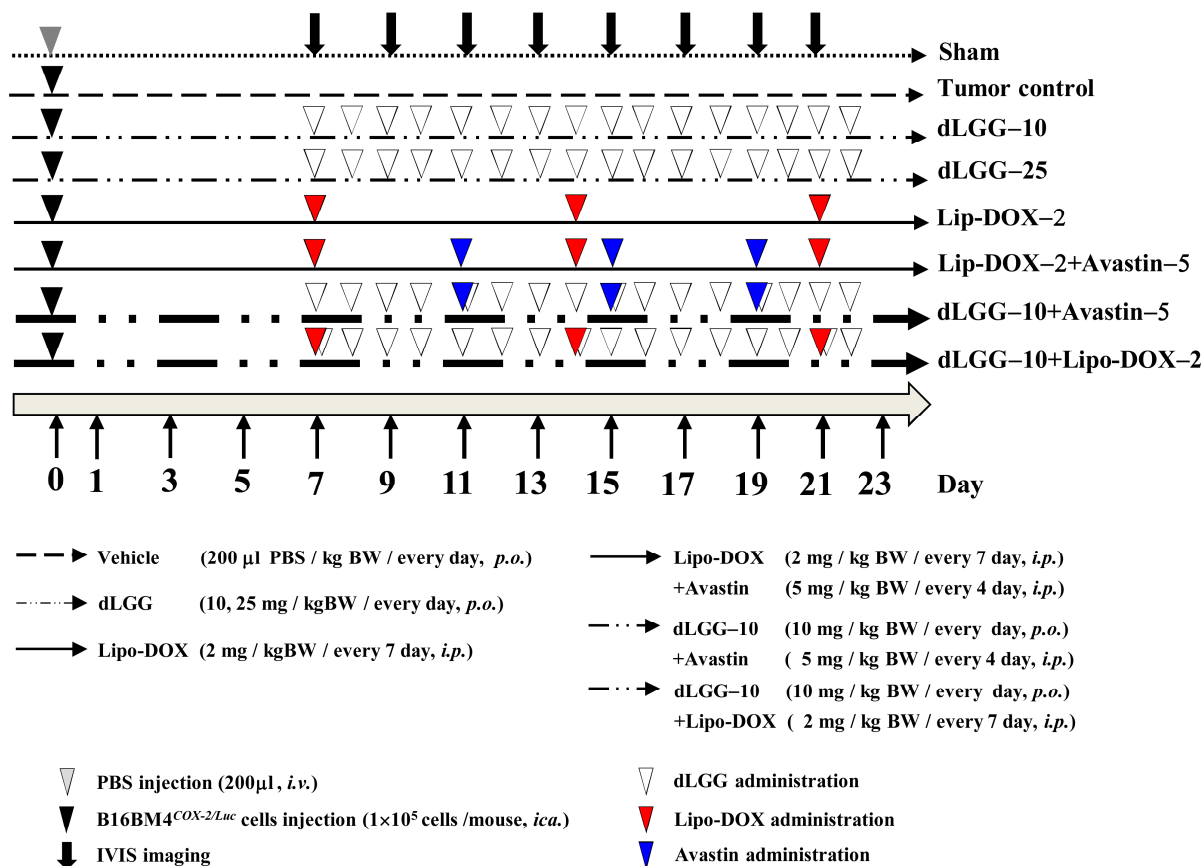 Sham
Tumor control
dLGG–10
dLGG–25
Lip-DOX–2
Lip-DOX–2+Avastin–5
dLGG–10+Avastin–5
dLGG–10+Lipo-DOX–2
0 1 3 5 7 9 11 13 15 17 19 21 23 Day
Vehicle (200 µl PBS / kg BW / every day, p.o.)
dLGG (10, 25 mg / kgBW / every day, p.o.)
Lipo-DOX (2 mg / kgBW / every 7 day, i.p.)
Lipo-DOX (2 mg / kg BW / every 7 day, i.p.)
+Avastin (5 mg / kg BW / every 4 day, i.p.)
dLGG–10 (10 mg / kg BW / every day, p.o.)
+Avastin ( 5 mg / kg BW / every 4 day, i.p.)
dLGG–10 (10 mg / kg BW / every day, p.o.)
+Lipo-DOX ( 2 mg / kg BW / every 7 day, i.p.)
PBS injection (200µl , i.v.)
B16BM4COX-2/Luc cells injection (1×10⁵ cells /mouse, ica.)
IVIS imaging
dLGG administration
Lipo-DOX administration
Avastin administration